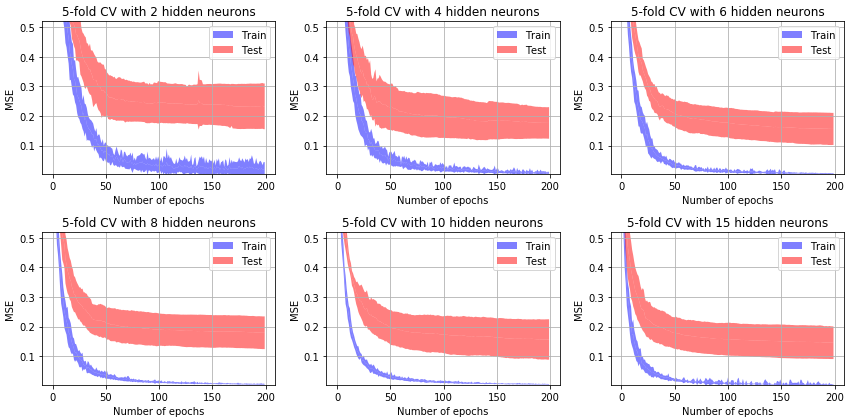 5-fold CV with 2 hidden neurons
5-fold CV with 4 hidden neurons
5-fold CV with 6 hidden neurons
0.5
0.4
0.3
0.2
0.1
MSE
Train
Test
0 50 100 150 200
Number of epochs
0.5
0.4
0.3
0.2
0.1
MSE
Train
Test
0 50 100 150 200
Number of epochs
0.5
0.4
0.3
0.2
0.1
MSE
Train
Test
0 50 100 150 200
Number of epochs
5-fold CV with 8 hidden neurons
5-fold CV with 10 hidden neurons
5-fold CV with 15 hidden neurons
0.5
0.4
0.3
0.2
0.1
MSE
Train
Test
0 50 100 150 200
Number of epochs
0.5
0.4
0.3
0.2
0.1
MSE
Train
Test
0 50 100 150 200
Number of epochs
0.5
0.4
0.3
0.2
0.1
MSE
Train
Test
0 50 100 150 200
Number of epochs